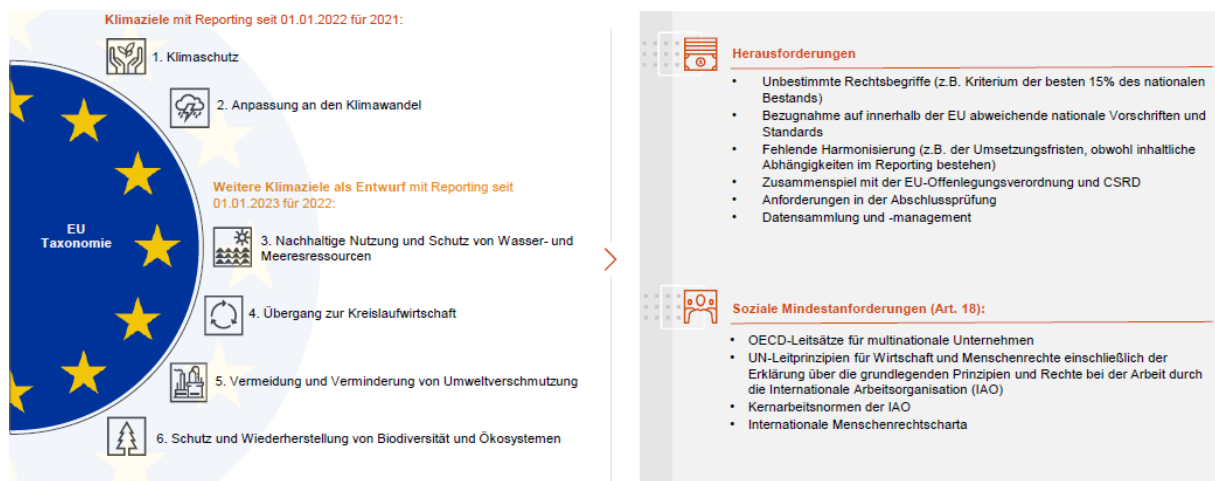 Klimaziele mit Reporting seit 01.01.2022 für 2021:
1. Klimaschutz
2. Anpassung an den Klimawandel
Weitere Klimaziele als Entwurf mit Reporting seit
01.01.2023 für 2022:
EU
Taxonomie
3. Nachhaltige Nutzung und Schutz von Wasser- und
Meeresressourcen
4. Übergang zur Kreislaufwirtschaft
5. Vermeidung und Verminderung von Umweltverschmutzung
6. Schutz und Wiederherstellung von Biodiversität und Ökosystemen
Herausforderungen
• Unbestimmte Rechtsbegriffe (z.B. Kriterium der besten 15% des nationalen
Bestands)
• Bezugnahme auf innerhalb der EU abweichende nationale Vorschriften und
Standards
• Fehlende Harmonisierung (z.B. der Umsetzungsfristen, obwohl inhaltliche
Abhängigkeiten im Reporting bestehen)
• Zusammenspiel mit der EU-Offenlegungsverordnung und CSRD
• Anforderungen in der Abschlussprüfung
• Datensammlung und -management
Soziale Mindestanforderungen (Art. 18):
• OECD-Leitsätze für multinationale Unternehmen
• UN-Leitprinzipien für Wirtschaft und Menschenrechte einschließlich der
Erklärung über die grundlegenden Prinzipien und Rechte bei der Arbeit durch
die Internationale Arbeitsorganisation (IAO)
• Kernarbeitsnormen der IAO
• Internationale Menschenrechtscharta